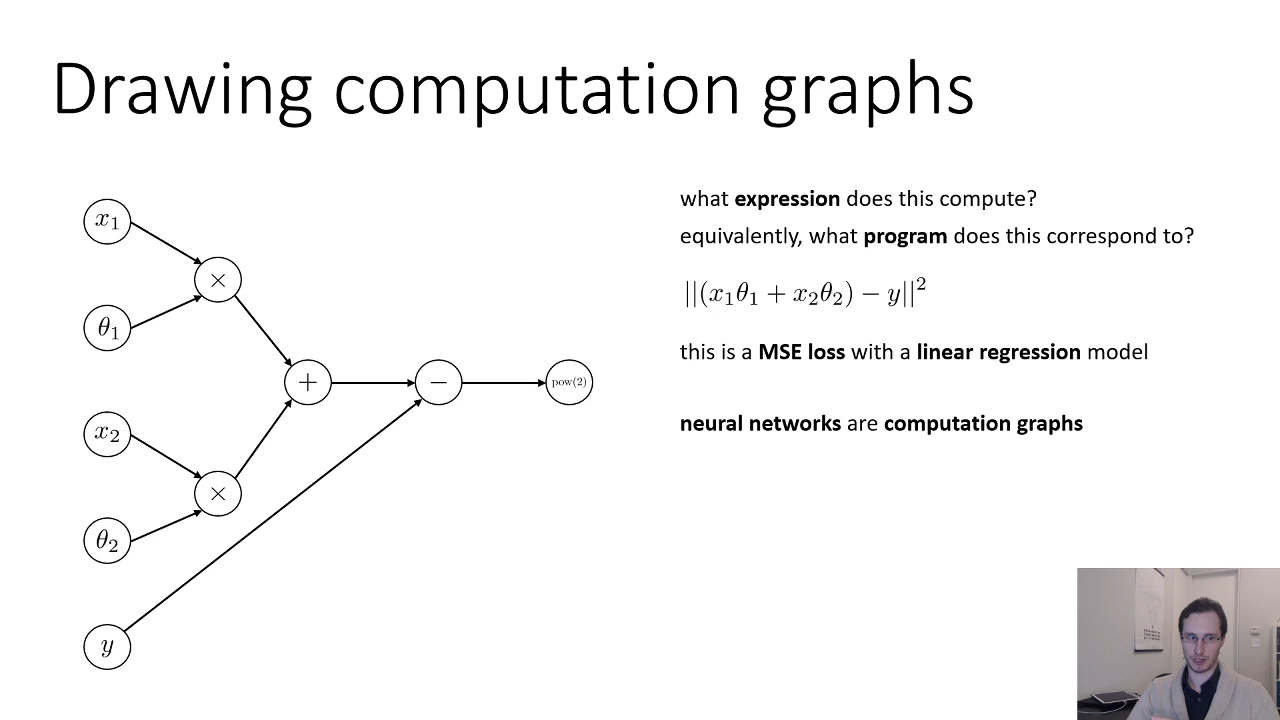 Drawing computation graphs
x₁
×
θ₁
+
−
pow(2)
x₂
×
θ₂
y
what expression does this compute?
equivalently, what program does this correspond to?
||(x₁θ₁ + x₂θ₂) − y||²
this is a MSE loss with a linear regression model
neural networks are computation graphs